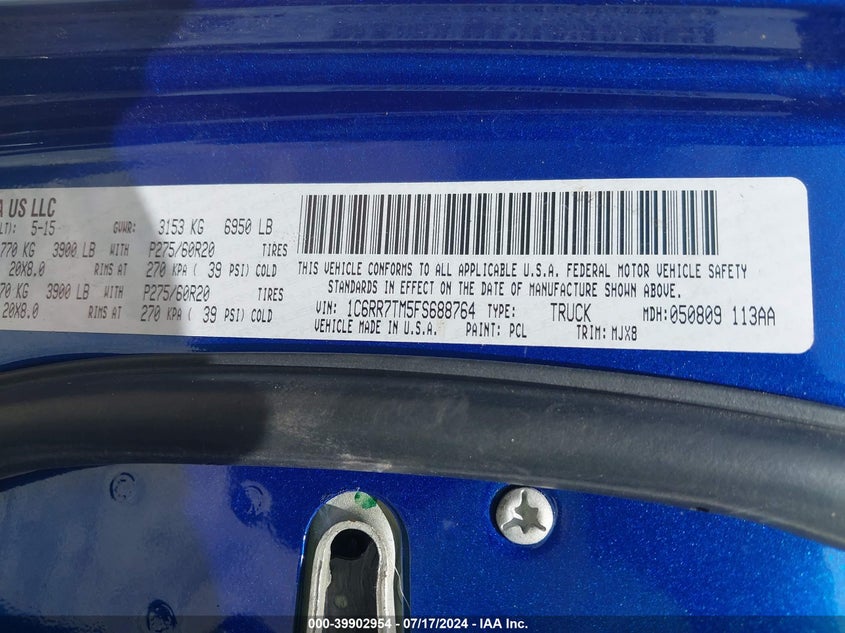 A US LLC
LT): 5-15 GVWR: 3153 KG 6950 LB
770 KG 3900 LB WITH P275/60R20 TIRES
20X8.0 RIMS AT 270 KPA ( 39 PSI) COLD
70 KG 3900 LB WITH P275/60R20 TIRES
20X8.0 RIMS AT 270 KPA ( 39 PSI) COLD
THIS VEHICLE CONFORMS TO ALL APPLICABLE U.S.A. FEDERAL MOTOR VEHICLE SAFETY
STANDARDS IN EFFECT ON THE DATE OF MANUFACTURE SHOWN ABOVE.
VIN: 1C6RR7TM5FS688764 TYPE: TRUCK MDH: 050809 113AA
VEHICLE MADE IN U.S.A. PAINT: PCL TRIM: MJX8
000-39902954 / 07/17/2024 - IAA Inc.